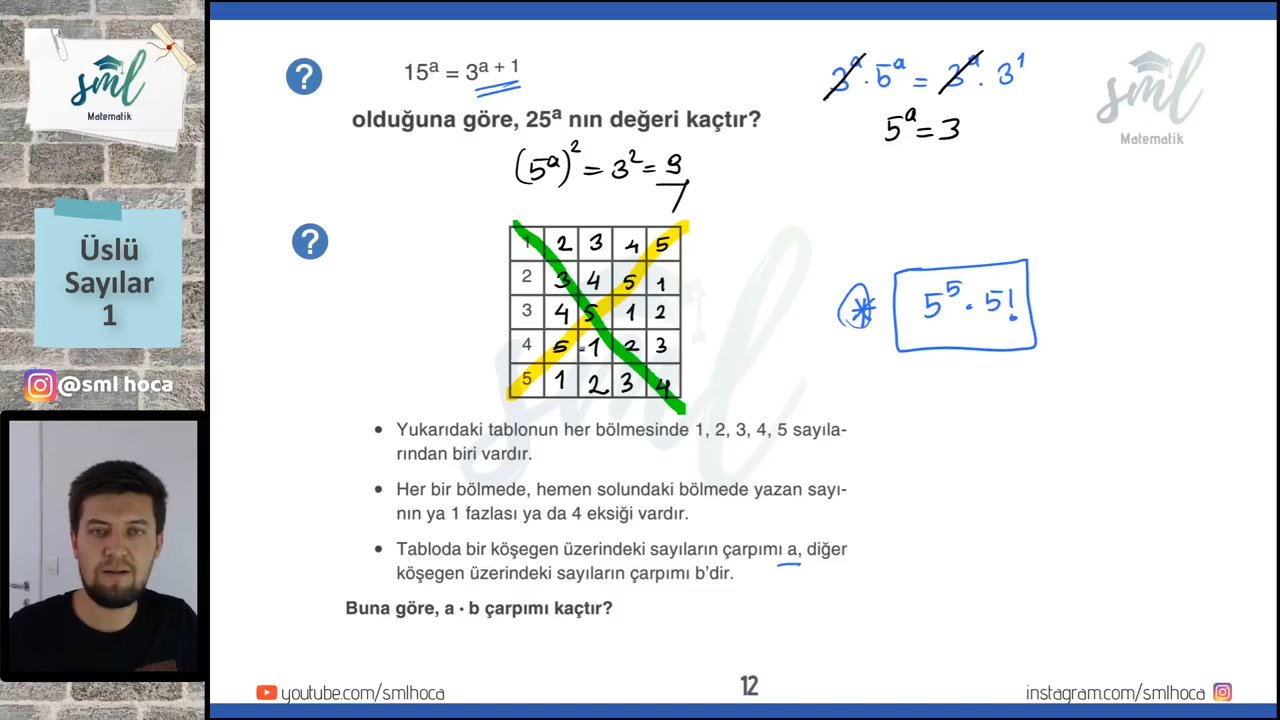 sml
Matematik
Üslü
Sayılar
1
@sml hoca
?
15ᵃ = 3ᵃ ⁺ ¹
3ᵃ · 5ᵃ = 3ᵃ · 3¹
5ᵃ = 3
olduğuna göre, 25ᵃ nın değeri kaçtır?
(5ᵃ)² = 3² = 9
sml
Matematik
?
1 2 3 4 5
2 3 4 5 1
3 4 5 1 2
4 5 1 2 3
5 1 2 3 4
* 5⁵ · 5!
• Yukarıdaki tablonun her bölmesinde 1, 2, 3, 4, 5 sayıla-
rından biri vardır.
• Her bir bölmede, hemen solundaki bölmede yazan sayı-
nın ya 1 fazlası ya da 4 eksiği vardır.
• Tabloda bir köşegen üzerindeki sayıların çarpımı a, diğer
köşegen üzerindeki sayıların çarpımı b'dir.
Buna göre, a · b çarpımı kaçtır?
sml
youtube.com/smlhoca
12
instagram.com/smlhoca